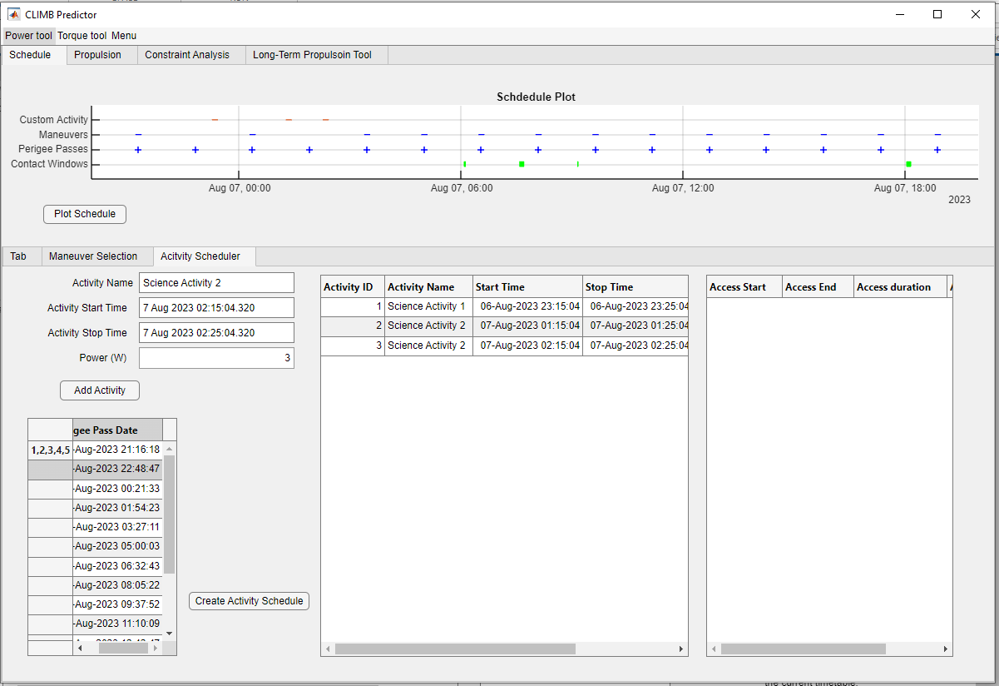 CLIMB Predictor
Power tool Torque tool Menu
Schedule Propulsion Constraint Analysis Long-Term Propulsoin Tool
Schdedule Plot
Custom Activity
Maneuvers
Perigee Passes
Contact Windows
Aug 07, 00:00 Aug 07, 06:00 Aug 07, 12:00 Aug 07, 18:00
2023
Plot Schedule
Tab Maneuver Selection Acitvity Scheduler
Activity Name Science Activity 2
Activity Start Time 7 Aug 2023 02:15:04.320
Activity Stop Time 7 Aug 2023 02:25:04.320
Power (W) 3
Add Activity
gee Pass Date
1,2,3,4,5 -Aug-2023 21:16:18
-Aug-2023 22:48:47
-Aug-2023 00:21:33
-Aug-2023 01:54:23
-Aug-2023 03:27:11
-Aug-2023 05:00:03
-Aug-2023 06:32:43
-Aug-2023 08:05:22
-Aug-2023 09:37:52
-Aug-2023 11:10:09
Create Activity Schedule
Activity ID Activity Name Start Time Stop Time
1 Science Activity 1 06-Aug-2023 23:15:04 06-Aug-2023 23:25:04
2 Science Activity 2 07-Aug-2023 01:15:04 07-Aug-2023 01:25:04
3 Science Activity 2 07-Aug-2023 02:15:04 07-Aug-2023 02:25:04
Access Start Access End Access duration
the current timetable.